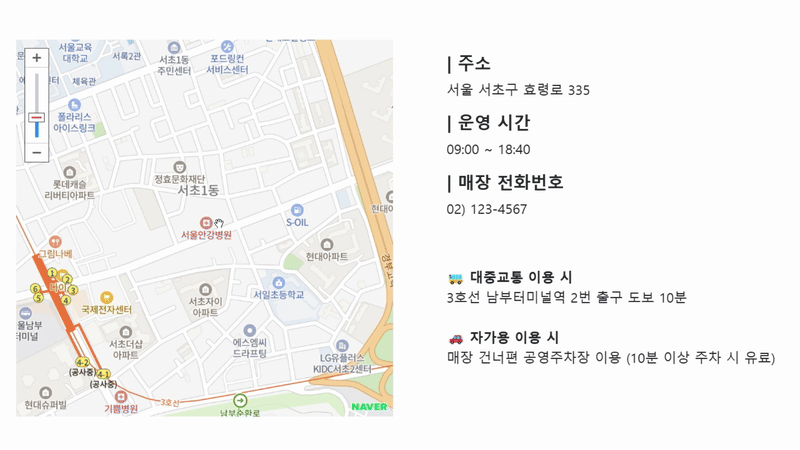 서울교육
대학교
서록2관
서초1동
주민센터
포드링컨
서비스센터
체육관
폴라리스
아이스링크
정효문화재단
서초1동
롯데캐슬
리버티아파트
서울안강병원
S-OIL
현대아파트
그림나베
1
2
3
4
5
6
국제전자센터
서초자이
아파트
서일초등학교
에스엠씨
드라프팅
서초더샵
아파트
LG유플러스
KIDC서초2센터
4-2
(공사중)
4-1
(공사중)
현대슈퍼빌
기쁨병원
3호선
남부순환로
NAVER
| 주소
서울 서초구 효령로 335
| 운영 시간
09:00 ~ 18:40
| 매장 전화번호
02) 123-4567
대중교통 이용 시
3호선 남부터미널역 2번 출구 도보 10분
자가용 이용 시
매장 건너편 공영주차장 이용 (10분 이상 주차 시 유료)